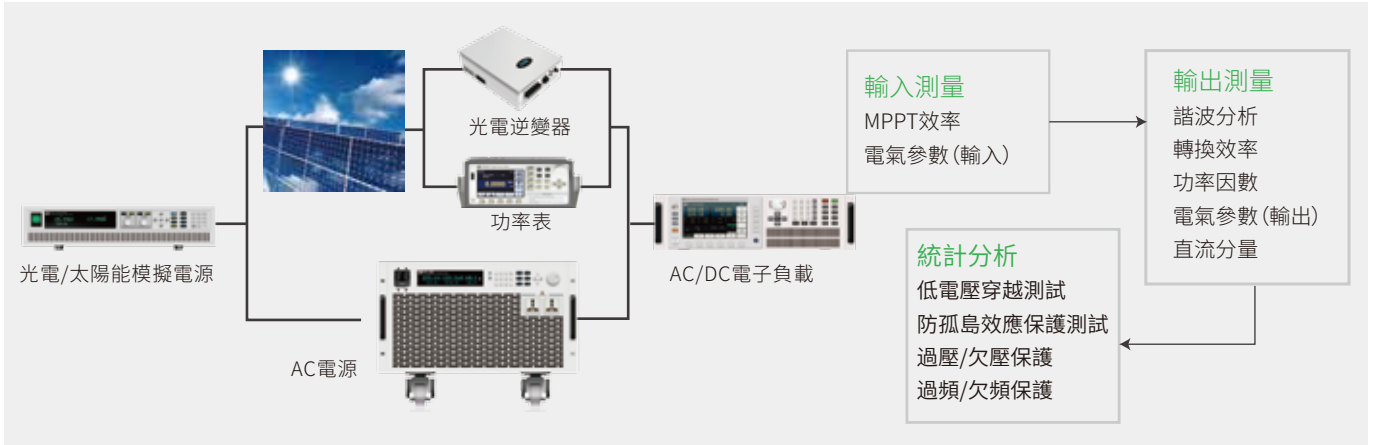 光電逆變器
功率表
光電/太陽能模擬電源
AC電源
AC/DC電子負載
輸入測量
MPPT效率
電氣參數(輸入)
輸出測量
諧波分析
轉換效率
功率因數
電氣參數(輸出)
直流分量
統計分析
低電壓穿越測試
防孤島效應保護測試
過壓/欠壓保護
過頻/欠頻保護